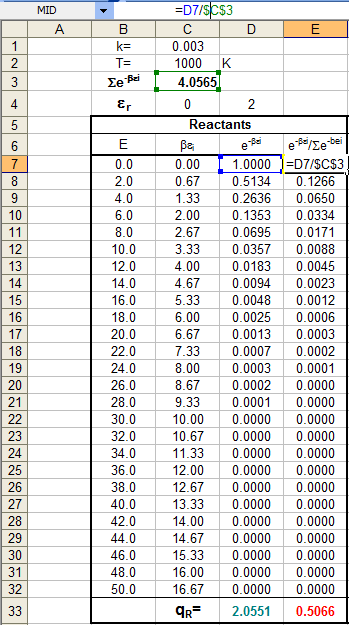 MID =D7/$C$3
A B C D E
1 k= 0.003
2 T= 1000 K
3 Σe⁻ᵝᵋⁱ 4.0565
4 εr 0 2
5 Reactants
6 E βεi e⁻ᵝᵋⁱ e⁻ᵝᵋⁱ/Σe⁻ᵇᵉⁱ
7 0.0 0.00 1.0000 =D7/$C$3
8 2.0 0.67 0.5134 0.1266
9 4.0 1.33 0.2636 0.0650
10 6.0 2.00 0.1353 0.0334
11 8.0 2.67 0.0695 0.0171
12 10.0 3.33 0.0357 0.0088
13 12.0 4.00 0.0183 0.0045
14 14.0 4.67 0.0094 0.0023
15 16.0 5.33 0.0048 0.0012
16 18.0 6.00 0.0025 0.0006
17 20.0 6.67 0.0013 0.0003
18 22.0 7.33 0.0007 0.0002
19 24.0 8.00 0.0003 0.0001
20 26.0 8.67 0.0002 0.0000
21 28.0 9.33 0.0001 0.0000
22 30.0 10.00 0.0000 0.0000
23 32.0 10.67 0.0000 0.0000
24 34.0 11.33 0.0000 0.0000
25 36.0 12.00 0.0000 0.0000
26 38.0 12.67 0.0000 0.0000
27 40.0 13.33 0.0000 0.0000
28 42.0 14.00 0.0000 0.0000
29 44.0 14.67 0.0000 0.0000
30 46.0 15.33 0.0000 0.0000
31 48.0 16.00 0.0000 0.0000
32 50.0 16.67 0.0000 0.0000
33 qR= 2.0551 0.5066